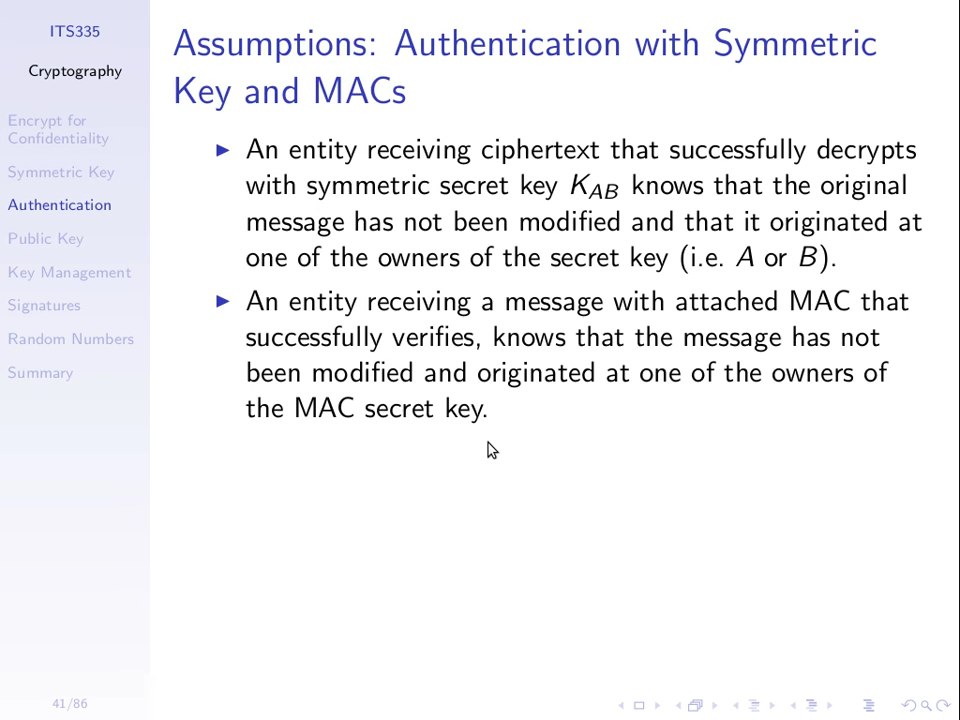 ITS335
Cryptography
Encrypt for
Confidentiality
Symmetric Key
Authentication
Public Key
Key Management
Signatures
Random Numbers
Summary
41/86
Assumptions: Authentication with Symmetric
Key and MACs
▶ An entity receiving ciphertext that successfully decrypts
with symmetric secret key K_AB knows that the original
message has not been modified and that it originated at
one of the owners of the secret key (i.e. A or B).
▶ An entity receiving a message with attached MAC that
successfully verifies, knows that the message has not
been modified and originated at one of the owners of
the MAC secret key.